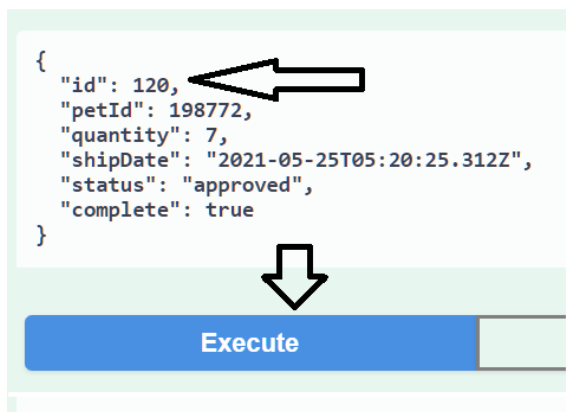 {
"id": 120,
"petId": 198772,
"quantity": 7,
"shipDate": "2021-05-25T05:20:25.312Z",
"status": "approved",
"complete": true
}
Execute